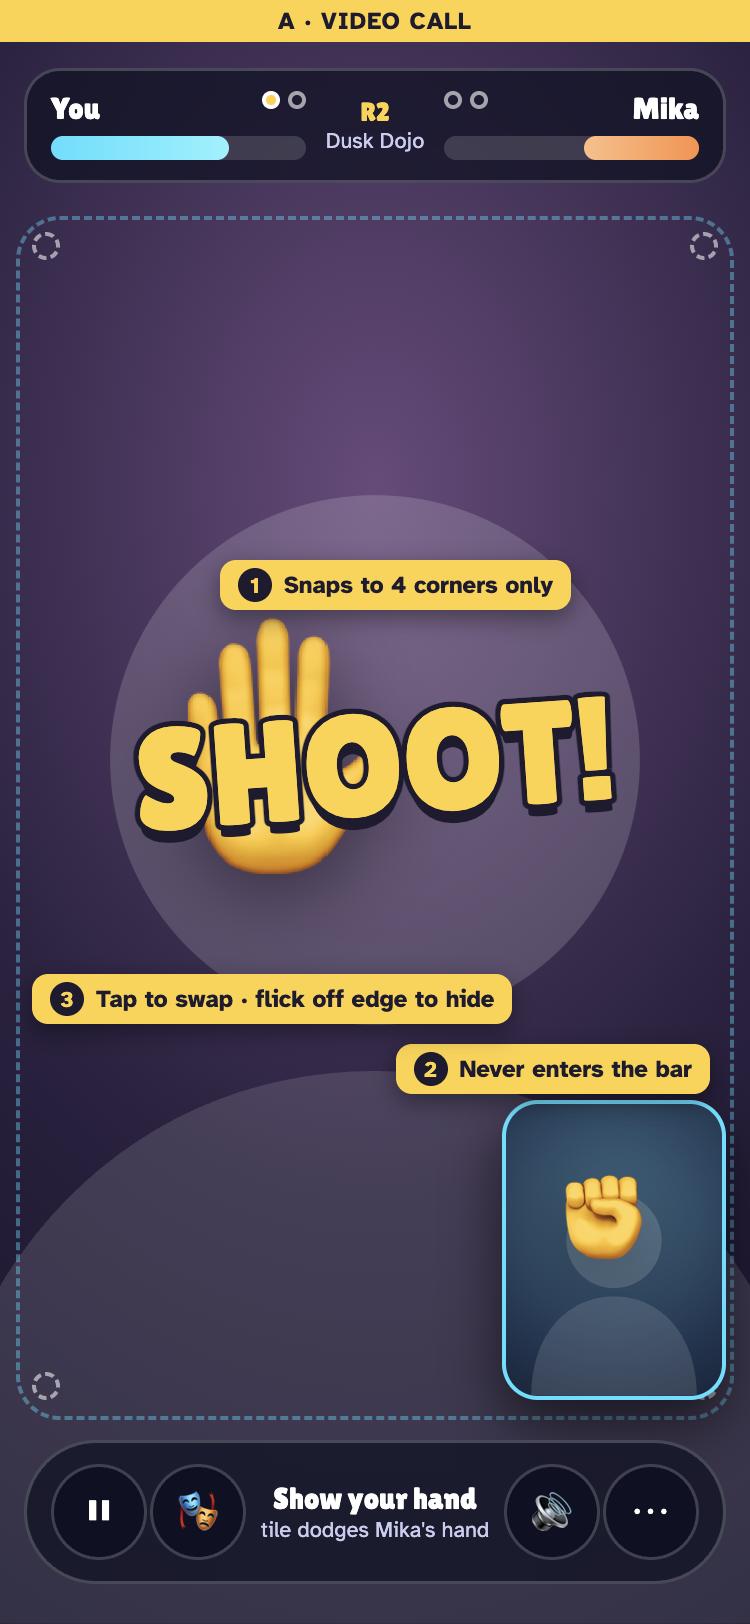 A · VIDEO CALL
You
R2
Mika
Dusk Dojo
1 Snaps to 4 corners only
SHOOT!
3 Tap to swap · flick off edge to hide
2 Never enters the bar
Show your hand
tile dodges Mika's hand